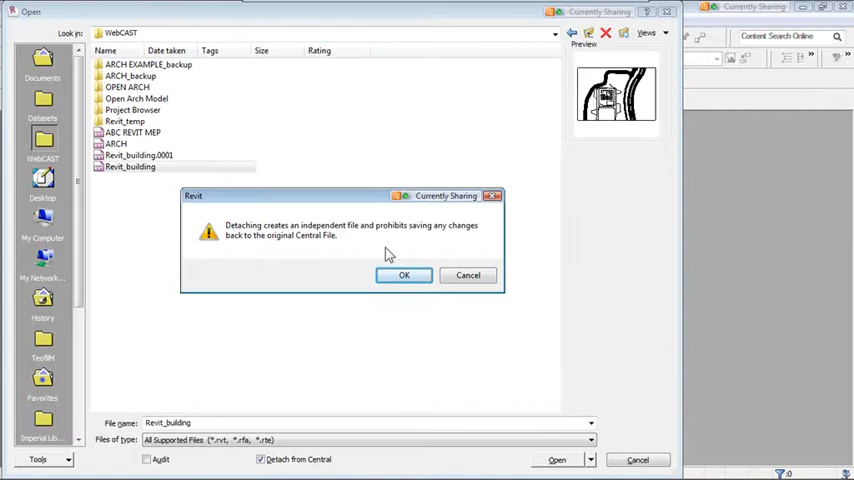 Open
Currently Sharing
Currently Sharing
Look in:
WebCAST
Views
Content Search Online
Name
Date taken
Tags
Size
Rating
Preview
ARCH EXAMPLE_backup
ARCH_backup
OPEN ARCH
Open Arch Model
Project Browser
Revit_temp
ABC REVIT MEP
ARCH
Revit_building.0001
Revit_building
Documents
Datasets
WebCAST
Desktop
My Computer
My Network...
History
TeofilM
Favorites
Imperial Lib...
Revit
Currently Sharing
Detaching creates an independent file and prohibits saving any changes
back to the original Central File.
OK
Cancel
File name:
Revit_building
Files of type:
All Supported Files (*.rvt, *.rfa, *.rte)
Tools
Audit
Detach from Central
Open
Cancel
:0